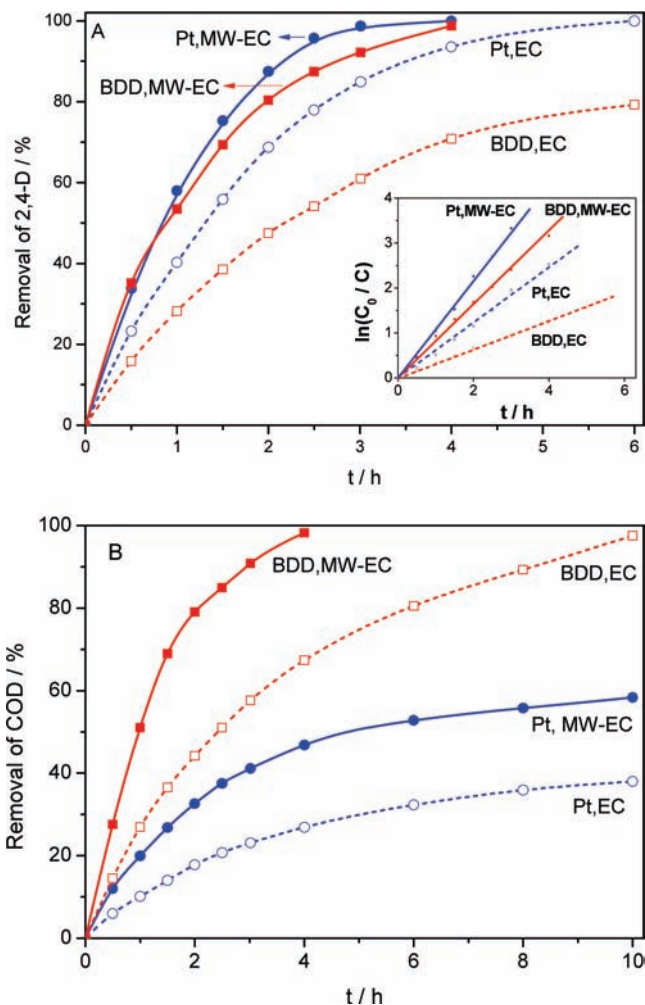 A
Removal of 2,4-D / %
100
80
60
40
20
0
Pt,MW-EC
BDD,MW-EC
Pt,EC
BDD,EC
ln(C0 / C)
4
3
2
1
0
Pt,MW-EC
BDD,MW-EC
Pt,EC
BDD,EC
0 2 4 6
t / h
0 1 2 3 4 5 6
t / h
B
Removal of COD / %
100
80
60
40
20
0
BDD,MW-EC
BDD,EC
Pt, MW-EC
Pt,EC
0 2 4 6 8 10
t / h